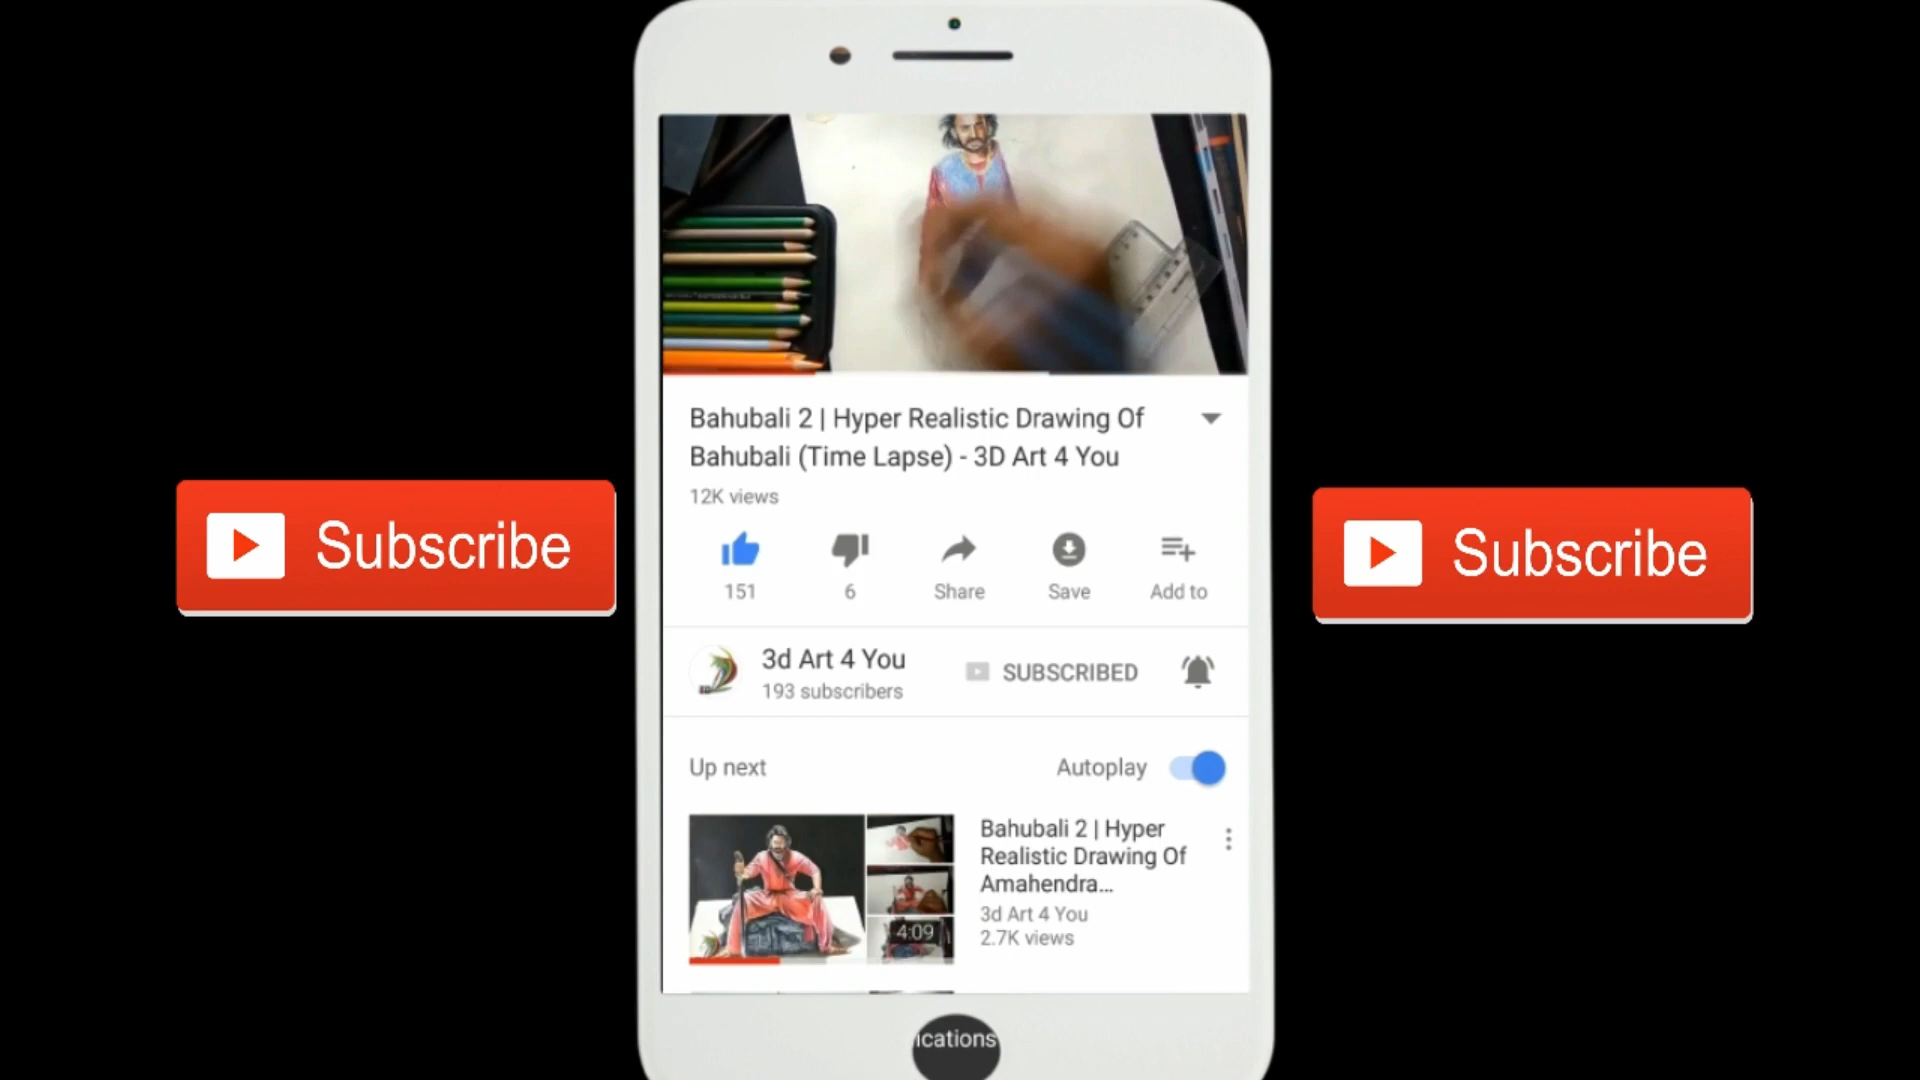 Bahubali 2 | Hyper Realistic Drawing Of
Bahubali (Time Lapse) - 3D Art 4 You
12K views
151
6
Share
Save
Add to
Subscribe
Subscribe
3d Art 4 You
193 subscribers
SUBSCRIBED
Up next
Autoplay
Bahubali 2 | Hyper
Realistic Drawing Of
Amahendra...
3d Art 4 You
2.7K views
4:09
ications